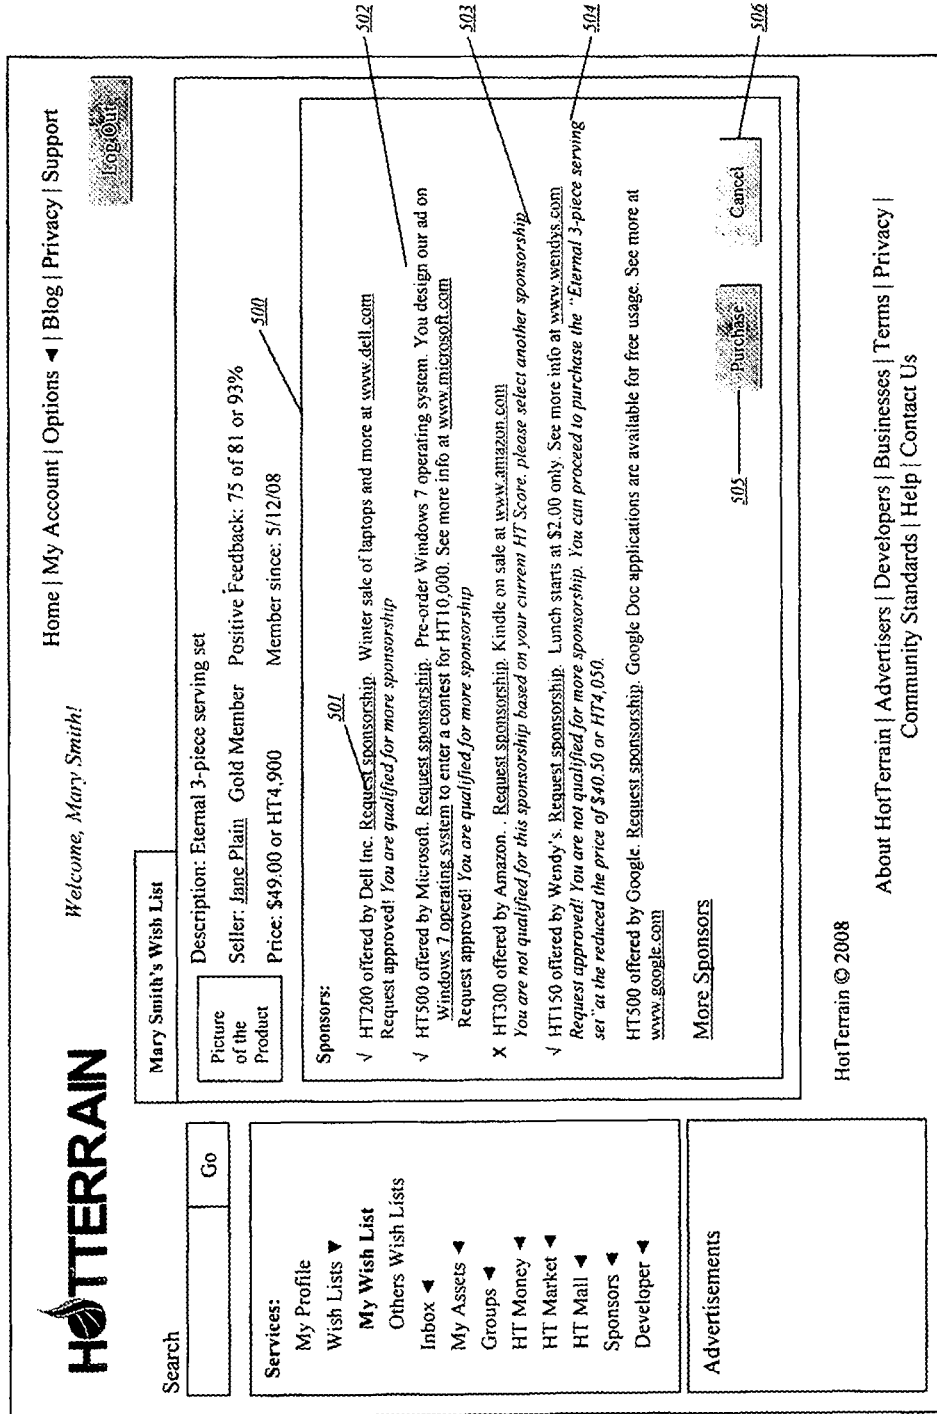 HOTTERRAIN
Welcome, Mary Smith!
Home | My Account | Options ◄ | Blog | Privacy | Support
Log Out
Search
Go
Services:
My Profile
Wish Lists ▼
My Wish List
Others Wish Lists
Inbox ◄
My Assets ◄
Groups ◄
HT Money ◄
HT Market ◄
HT Mall ◄
Sponsors ◄
Developer ◄
Advertisements
Mary Smith's Wish List
Picture
of the
Product
Description: Eternal 3-piece serving set
Seller: Jane Plain Gold Member Positive Feedback: 75 of 81 or 93%
Price: $49.00 or HT4,900 Member since: 5/12/08
500
Sponsors:
501
√ HT200 offered by Dell Inc. Request sponsorship. Winter sale of laptops and more at www.dell.com
Request approved! You are qualified for more sponsorship
502
√ HT500 offered by Microsoft. Request sponsorship. Pre-order Windows 7 operating system. You design our ad on
Windows 7 operating system to enter a contest for HT10,000. See more info at www.microsoft.com
Request approved! You are qualified for more sponsorship
503
X HT300 offered by Amazon.. Request sponsorship. Kindle on sale at www.amazon.com
You are not qualified for this sponsorship based on your current HT Score, please select another sponsorship
504
√ HT150 offered by Wendy's. Request sponsorship. Lunch starts at $2.00 only. See more info at www.wendys.com
Request approved! You are not qualified for more sponsorship. You can proceed to purchase the "Eternal 3-piece serving
set" at the reduced the price of $40.50 or HT4,050.
HT500 offered by Google. Request sponsorship. Google Doc applications are available for free usage. See more at
www.google.com
More Sponsors
505
Purchase
Cancel
506
HotTerrain © 2008
About HotTerrain | Advertisers | Developers | Businesses | Terms | Privacy |
Community Standards | Help | Contact Us